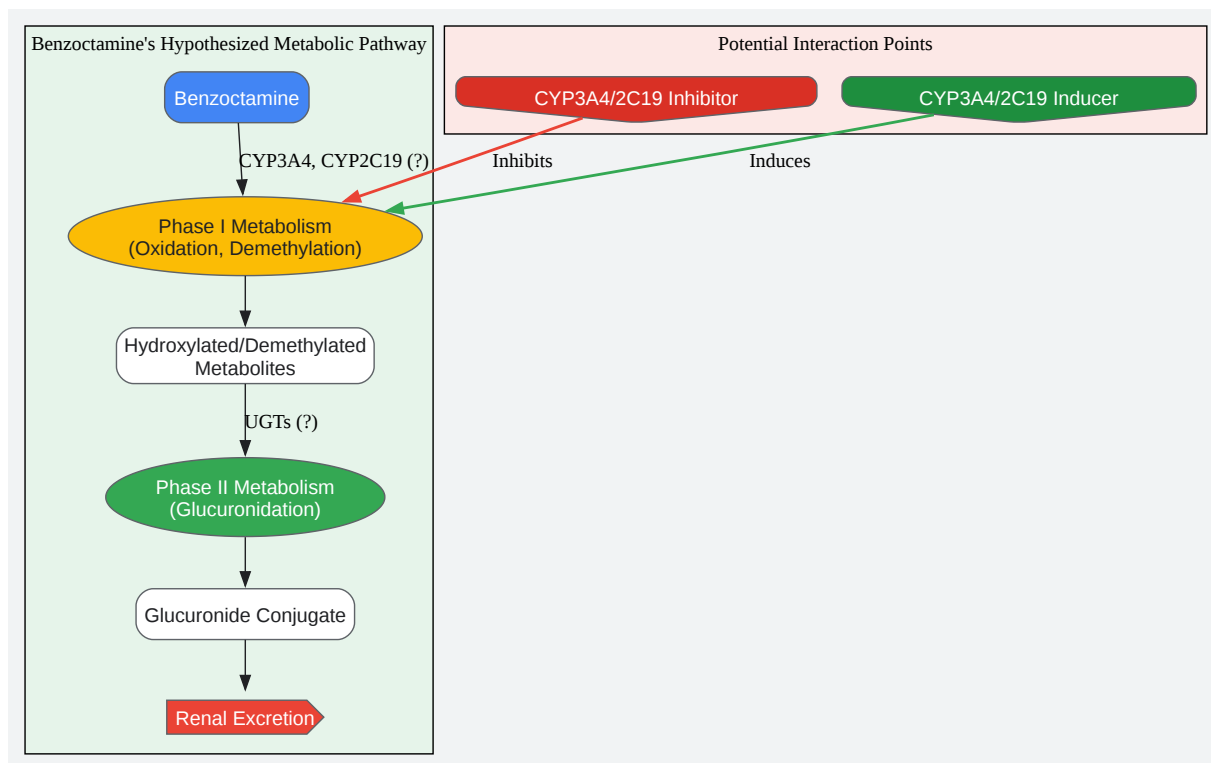 Benzoctamine's Hypothesized Metabolic Pathway
Potential Interaction Points
Benzoctamine
CYP3A4/2C19 Inhibitor
CYP3A4/2C19 Inducer
CYP3A4, CYP2C19 (?)
Inhibits
Induces
Phase I Metabolism
(Oxidation, Demethylation)
Hydroxylated/Demethylated
Metabolites
UGTs (?)
Phase II Metabolism
(Glucuronidation)
Glucuronide Conjugate
Renal Excretion